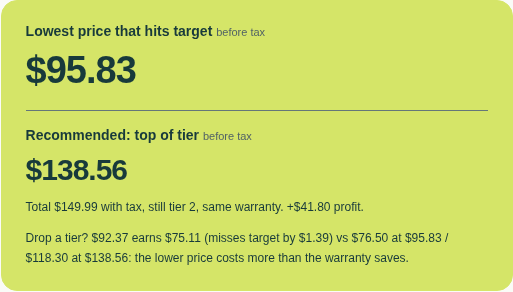 Lowest price that hits target before tax
$95.83
Recommended: top of tier before tax
$138.56
Total $149.99 with tax, still tier 2, same warranty. +$41.80 profit.
Drop a tier? $92.37 earns $75.11 (misses target by $1.39) vs $76.50 at $95.83 /
$118.30 at $138.56: the lower price costs more than the warranty saves.